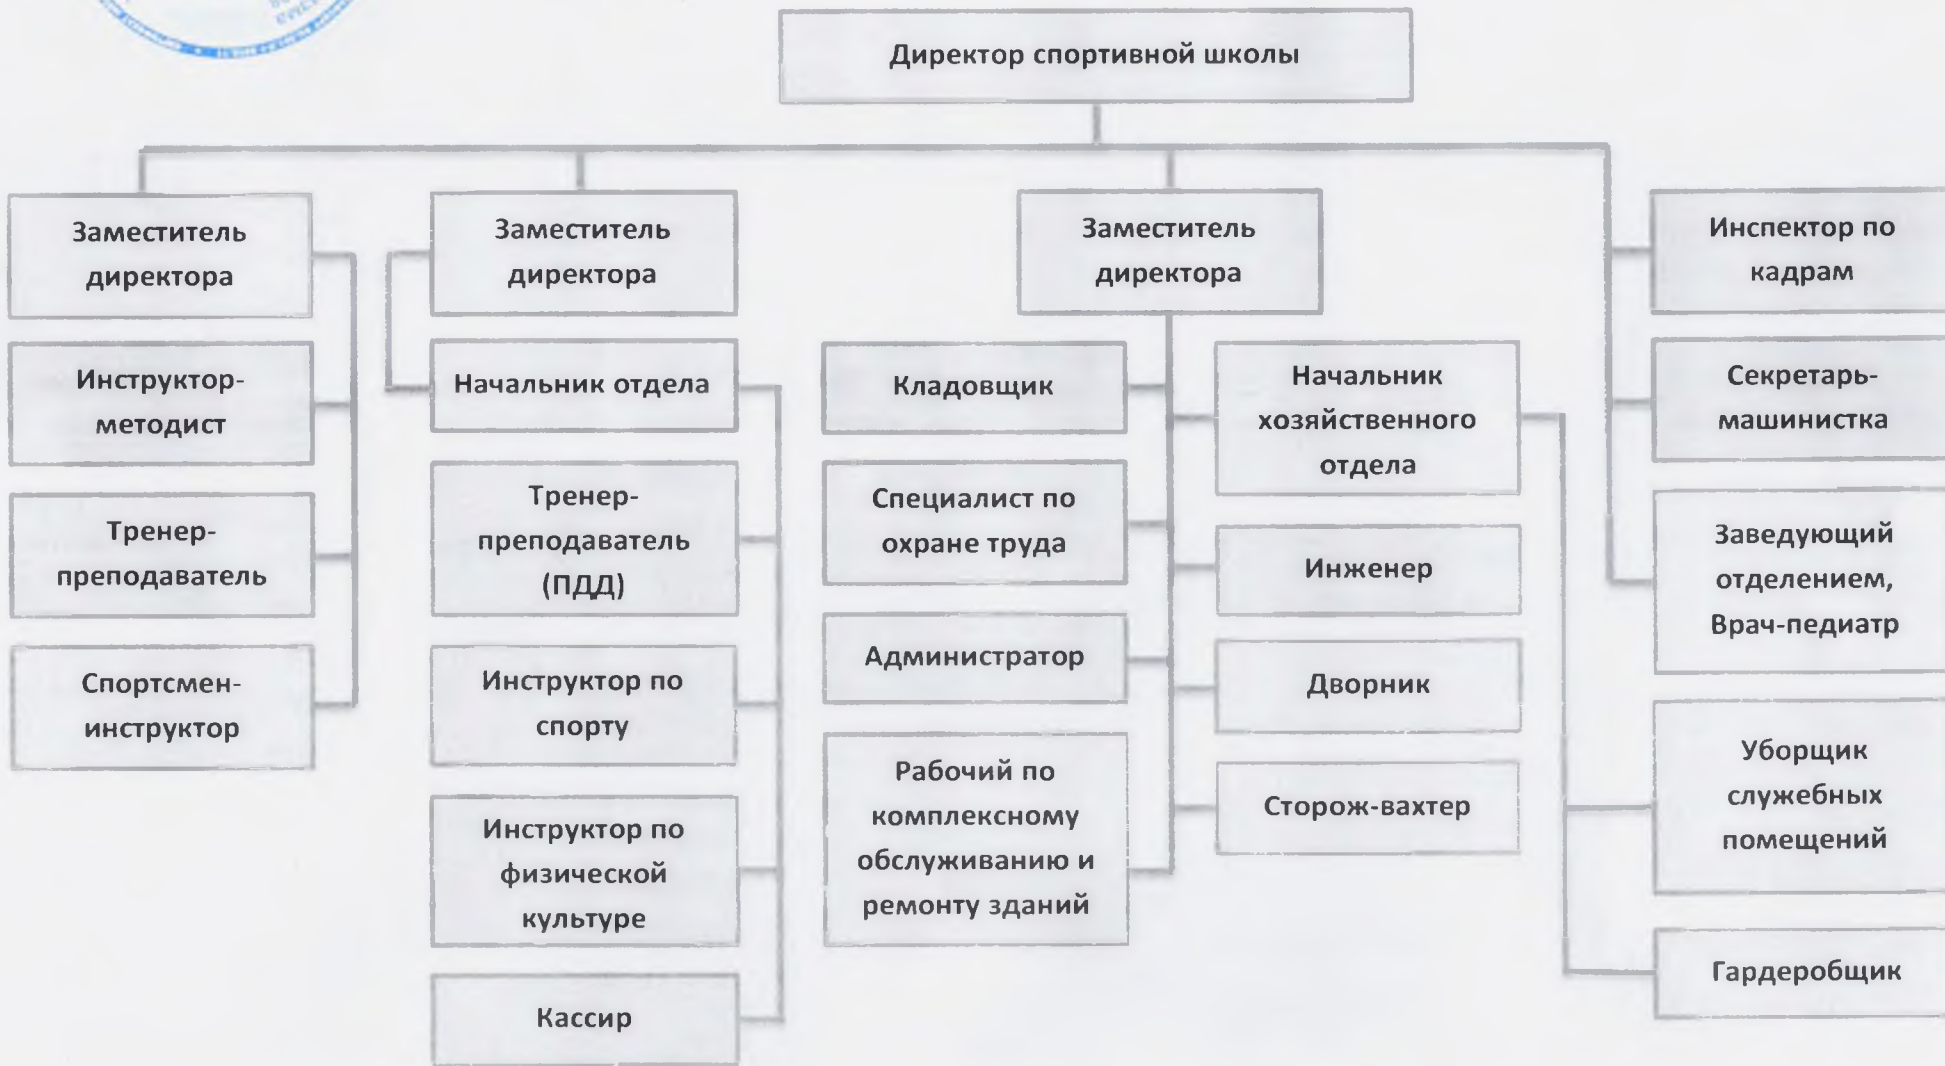 Директор спортивной школы
Заместитель
директора
Инструктор-
методист
Тренер-
преподаватель
Спортсмен-
инструктор
Заместитель
директора
Начальник отдела
Тренер-
преподаватель
(ПДД)
Инструктор по
спорту
Инструктор по
физической
культуре
Кассир
Заместитель
директора
Кладовщик
Специалист по
охране труда
Администратор
Рабочий по
комплексному
обслуживанию и
ремонту зданий
Начальник
хозяйственного
отдела
Инженер
Дворник
Сторож-вахтер
Инспектор по
кадрам
Секретарь-
машинистка
Заведующий
отделением,
Врач-педиатр
Уборщик
служебных
помещений
Гардеробщик